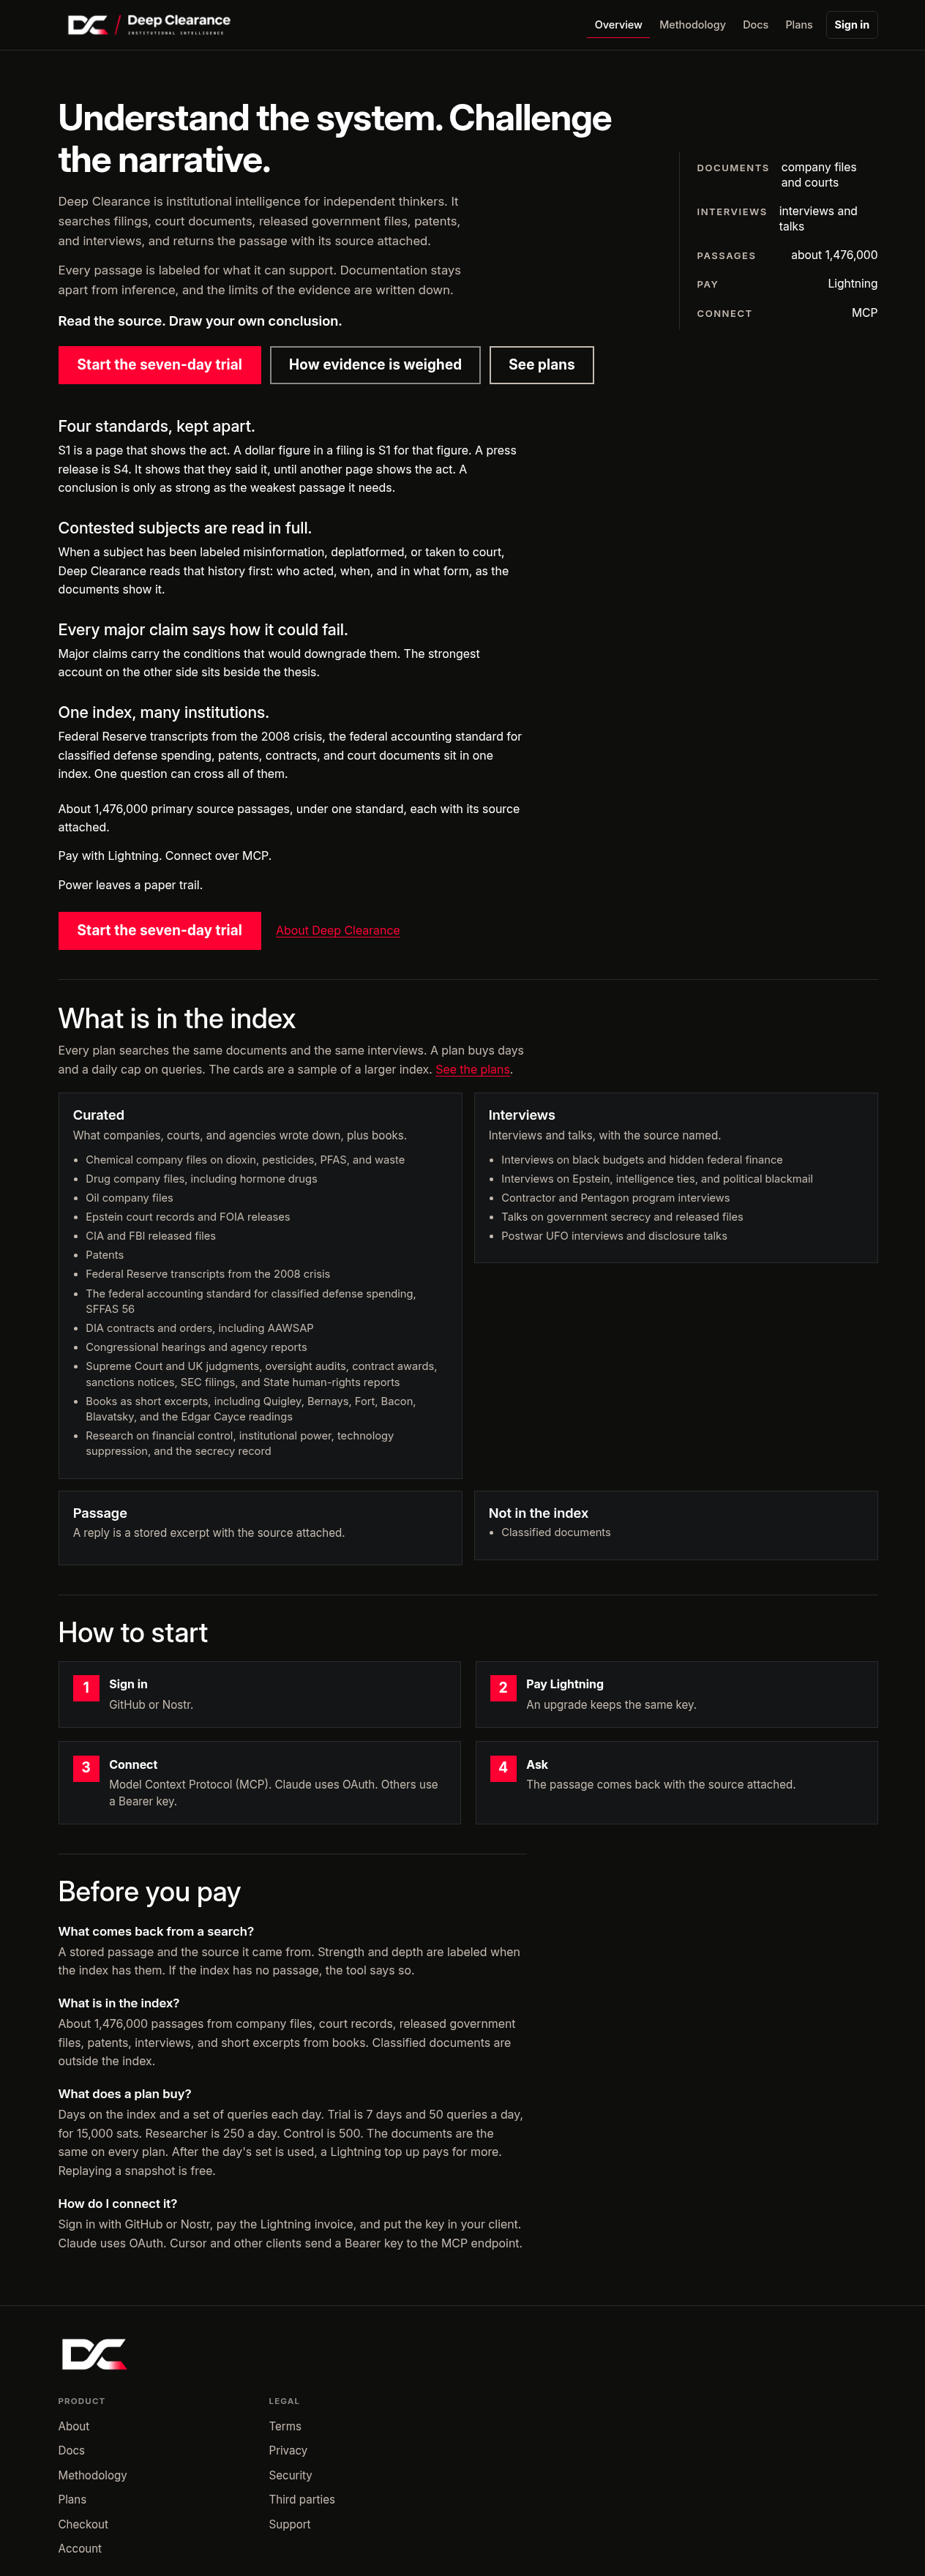 DC / Deep Clearance
INSTITUTIONAL INTELLIGENCE
Overview Methodology Docs Plans Sign in
Understand the system. Challenge
the narrative.
Deep Clearance is institutional intelligence for independent thinkers. It
searches filings, court documents, released government files, patents,
and interviews, and returns the passage with its source attached.
Every passage is labeled for what it can support. Documentation stays
apart from inference, and the limits of the evidence are written down.
Read the source. Draw your own conclusion.
Start the seven-day trial How evidence is weighed See plans
DOCUMENTS company files
and courts
INTERVIEWS interviews and
talks
PASSAGES about 1,476,000
PAY Lightning
CONNECT MCP
Four standards, kept apart.
S1 is a page that shows the act. A dollar figure in a filing is S1 for that figure. A press
release is S4. It shows that they said it, until another page shows the act. A
conclusion is only as strong as the weakest passage it needs.
Contested subjects are read in full.
When a subject has been labeled misinformation, deplatformed, or taken to court,
Deep Clearance reads that history first: who acted, when, and in what form, as the
documents show it.
Every major claim says how it could fail.
Major claims carry the conditions that would downgrade them. The strongest
account on the other side sits beside the thesis.
One index, many institutions.
Federal Reserve transcripts from the 2008 crisis, the federal accounting standard for
classified defense spending, patents, contracts, and court documents sit in one
index. One question can cross all of them.
About 1,476,000 primary source passages, under one standard, each with its source
attached.
Pay with Lightning. Connect over MCP.
Power leaves a paper trail.
Start the seven-day trial About Deep Clearance
What is in the index
Every plan searches the same documents and the same interviews. A plan buys days
and a daily cap on queries. The cards are a sample of a larger index. See the plans.
Curated
What companies, courts, and agencies wrote down, plus books.
• Chemical company files on dioxin, pesticides, PFAS, and waste
• Drug company files, including hormone drugs
• Oil company files
• Epstein court records and FOIA releases
• CIA and FBI released files
• Patents
• Federal Reserve transcripts from the 2008 crisis
• The federal accounting standard for classified defense spending,
SFFAS 56
• DIA contracts and orders, including AAWSAP
• Congressional hearings and agency reports
• Supreme Court and UK judgments, oversight audits, contract awards,
sanctions notices, SEC filings, and State human-rights reports
• Books as short excerpts, including Quigley, Bernays, Fort, Bacon,
Blavatsky, and the Edgar Cayce readings
• Research on financial control, institutional power, technology
suppression, and the secrecy record
Interviews
Interviews and talks, with the source named.
• Interviews on black budgets and hidden federal finance
• Interviews on Epstein, intelligence ties, and political blackmail
• Contractor and Pentagon program interviews
• Talks on government secrecy and released files
• Postwar UFO interviews and disclosure talks
Passage
A reply is a stored excerpt with the source attached.
Not in the index
• Classified documents
How to start
1 Sign in
GitHub or Nostr.
2 Pay Lightning
An upgrade keeps the same key.
3 Connect
Model Context Protocol (MCP). Claude uses OAuth. Others use
a Bearer key.
4 Ask
The passage comes back with the source attached.
Before you pay
What comes back from a search?
A stored passage and the source it came from. Strength and depth are labeled when
the index has them. If the index has no passage, the tool says so.
What is in the index?
About 1,476,000 passages from company files, court records, released government
files, patents, interviews, and short excerpts from books. Classified documents are
outside the index.
What does a plan buy?
Days on the index and a set of queries each day. Trial is 7 days and 50 queries a day,
for 15,000 sats. Researcher is 250 a day. Control is 500. The documents are the
same on every plan. After the day's set is used, a Lightning top up pays for more.
Replaying a snapshot is free.
How do I connect it?
Sign in with GitHub or Nostr, pay the Lightning invoice, and put the key in your client.
Claude uses OAuth. Cursor and other clients send a Bearer key to the MCP endpoint.
DC
PRODUCT
About
Docs
Methodology
Plans
Checkout
Account
LEGAL
Terms
Privacy
Security
Third parties
Support